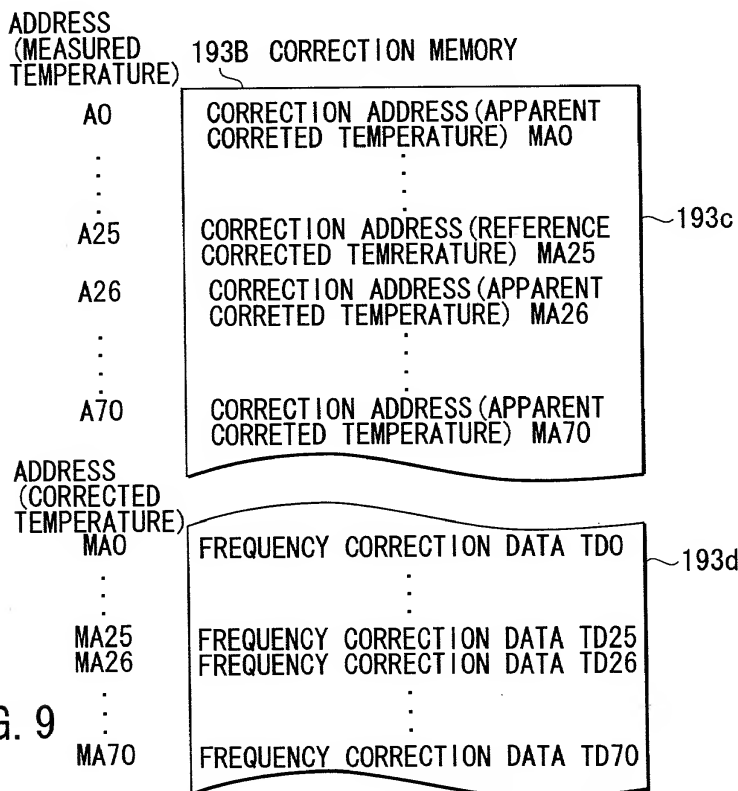 ADDRESS
(MEASURED
TEMPERATURE)
193B CORRECTION MEMORY
A0 CORRECTION ADDRESS(APPARENT
CORRETED TEMPERATURE) MA0
A25 CORRECTION ADDRESS(REFERENCE
CORRECTED TEMRERATURE) MA25
193c
A26 CORRECTION ADDRESS(APPARENT
CORRETED TEMPERATURE) MA26
A70 CORRECTION ADDRESS(APPARENT
CORRETED TEMPERATURE) MA70
ADDRESS
(CORRECTED
TEMPERATURE)
MA0 FREQUENCY CORRECTION DATA TD0
193d
MA25 FREQUENCY CORRECTION DATA TD25
MA26 FREQUENCY CORRECTION DATA TD26
G. 9
MA70 FREQUENCY CORRECTION DATA TD70